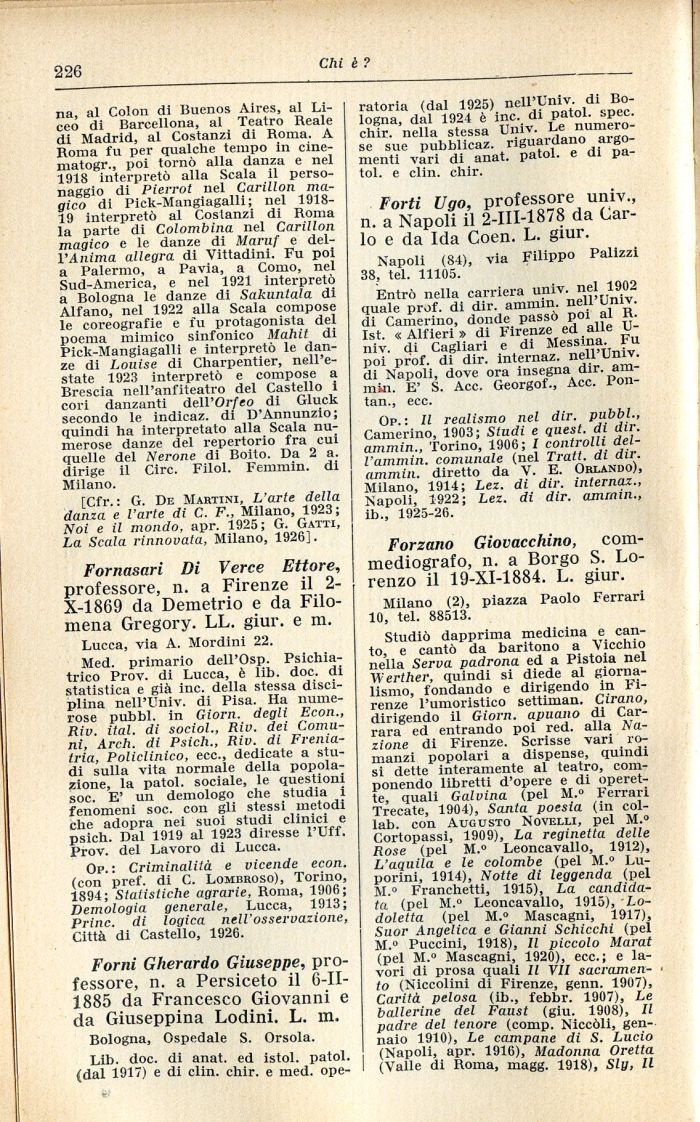 226
Chi è ?
na, al Colon di Buenos Aires, al Li-
ceo di Barcellona, al Teatro Reale
di Madrid, al Costanzi di Roma. A
Roma fu per qualche tempo in cine-
matogr., poi tornò alla danza e nel
1918 interpretò alla Scala il perso-
naggio di Pierrot nel Carillon ma-
gico di Pick-Mangiagalli; nel 1918-
19 interpretò al Costanzi di Roma
la parte di Colombina nel Carillon
magico e le danze di Maruf e del-
l'Anima allegra di Vittadini. Fu poi
a Palermo, a Pavia, a Como, nel
Sud-America, e nel 1921 interpretò
a Bologna le danze di Sakuntala di
Alfano, nel 1922 alla Scala compose
le coreografie e fu protagonista del
poema mimico sinfonico Mahit di
Pick-Mangiagalli e interpretò le dan-
ze di Louise di Charpentier, nell'e-
state 1923 interpretò e compose a
Brescia nell'anfiteatro del Castello i
cori danzanti dell'Orfeo di Gluck
secondo le indicaz. di D'Annunzio;
quindi ha interpretato alla Scala nu-
merose danze del repertorio fra cui
quelle del Nerone di Boito. Da 2 a.
dirige il Circ. Filol. Femmin. di
Milano.
[Cfr.: G. DE MARTINI, L'arte della
danza e l'arte di C. F., Milano, 1923;
Noi e il mondo, apr. 1925; G. GATTI,
La Scala rinnovata, Milano, 1926].
Fornasari Di Verce Ettore,
professore, n. a Firenze il 2-
X-1869 da Demetrio e da Filo-
mena Gregory. LL. giur. e m.
Lucca, via A. Mordini 22.
Med. primario dell'Osp. Psichia-
trico Prov. di Lucca, è lib. doc. di
statistica e già inc. della stessa disci-
plina nell'Univ. di Pisa. Ha nume-
rose pubbl. in Giorn. degli Econ.,
Riv. ital. di sociol., Riv. dei Comu-
ni, Arch. di Psich., Riv. di Frenia-
tria, Policlinico, ecc., dedicate a stu-
di sulla vita normale della popola-
zione, la patol. sociale, le questioni
soc. E' un demologo che studia i
fenomeni soc. con gli stessi metodi
che adopra nei suoi studi clinici e
psich. Dal 1919 al 1923 diresse l'Uff.
Prov. del Lavoro di Lucca.
Op.: Criminalità e vicende econ.
(con pref. di C. LOMBROSO), Torino,
1894; Statistiche agrarie, Roma, 1906;
Demologia generale, Lucca, 1913;
Princ. di logica nell'osservazione,
Città di Castello, 1926.
Forni Gherardo Giuseppe, pro-
fessore, n. a Persiceto il 6-II-
1885 da Francesco Giovanni e
da Giuseppina Lodini. L. m.
Bologna, Ospedale S. Orsola.
Lib. doc. di anat. ed istol. patol.
(dal 1917) e di clin. chir. e med. ope-
ratoria (dal 1925) nell'Univ. di Bo-
logna, dal 1924 è inc. di patol. spec.
chir. nella stessa Univ. Le numero-
se sue pubblicaz. riguardano argo-
menti vari di anat. patol. e di pa-
tol. e clin. chir.
Forti Ugo, professore univ.,
n. a Napoli il 2-III-1878 da Car-
lo e da Ida Coen. L. giur.
Napoli (84), via Filippo Palizzi
38, tel. 11105.
Entrò nella carriera univ. nel 1902
quale prof. di dir. ammin. nell'Univ.
di Camerino, donde passò poi al R.
Ist. « Alfieri » di Firenze ed alle U-
niv. di Cagliari e di Messina. Fu
poi prof. di dir. internaz. nell'Univ.
di Napoli, dove ora insegna dir. am-
min. E' S. Acc. Georgof., Acc. Pon-
tan., ecc.
Op.: Il realismo nel dir. pubbl.,
Camerino, 1903; Studi e quest. di dir.
ammin., Torino, 1906; I controlli del-
l'ammin. comunale (nel Tratt. di dir.
ammin. diretto da V. E. ORLANDO),
Milano, 1914; Lez. di dir. internaz.,
Napoli, 1922; Lez. di dir. ammin.,
ib., 1925-26.
Forzano Giovacchino, com-
mediografo, n. a Borgo S. Lo-
renzo il 19-XI-1884. L. giur.
Milano (2), piazza Paolo Ferrari
10, tel. 88513.
Studiò dapprima medicina e can-
to, e cantò da baritono a Vicchio
nella Serva padrona ed a Pistoia nel
Werther, quindi si diede al giorna-
lismo, fondando e dirigendo in Fi-
renze l'umoristico settiman. Cirano,
dirigendo il Giorn. apuano di Car-
rara ed entrando poi red. alla Na-
zione di Firenze. Scrisse vari ro-
manzi popolari a dispense, quindi
si dette interamente al teatro, com-
ponendo libretti d'opere e di operet-
te, quali Galvina (pel M.º Ferrari
Trecate, 1904), Santa poesia (in col-
lab. con AUGUSTO NOVELLI, pel M.º
Cortopassi, 1909), La reginetta delle
Rose (pel M.º Leoncavallo, 1912),
L'aquila e le colombe (pel M.º Lu-
porini, 1914), Notte di leggenda (pel
M.º Franchetti, 1915), La candida-
ta (pel M.º Leoncavallo, 1915), Lo-
doletta (pel M.º Mascagni, 1917),
Suor Angelica e Gianni Schicchi (pel
M.º Puccini, 1918), Il piccolo Marat
(pel M.º Mascagni, 1920), ecc.; e la-
vori di prosa quali Il VII sacramen-
to (Niccolini di Firenze, genn. 1907),
Carità pelosa (ib., febbr. 1907), Le
ballerine del Faust (giu. 1908), Il
padre del tenore (comp. Niccòli, gen-
naio 1910), Le campane di S. Lucio
(Napoli, apr. 1916), Madonna Oretta
(Valle di Roma, magg. 1918), Sly, Il